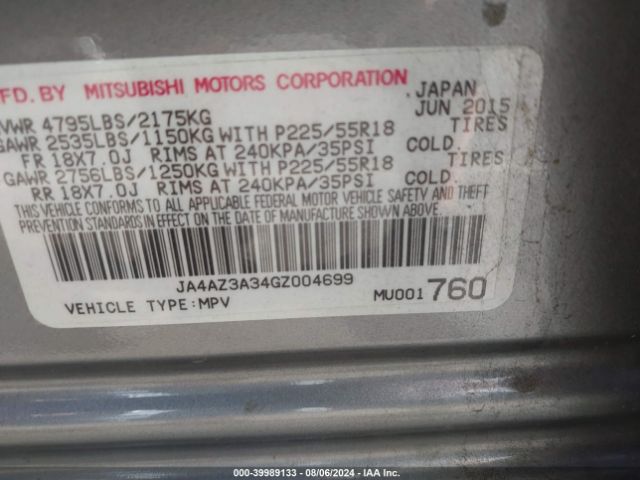 FD. BY MITSUBISHI MOTORS CORPORATION JAPAN
JUN 2015
VWR 4795LBS/2175KG
GAWR 2535LBS/1150KG WITH P225/55R18 TIRES
FR 18X7.0J RIMS AT 240KPA/35PSI COLD.
GAWR 2756LBS/1250KG WITH P225/55R18 TIRES
RR 18X7.0J RIMS AT 240KPA/35PSI COLD.
THIS VEHICLE CONFORMS TO ALL APPLICABLE FEDERAL MOTOR VEHICLE SAFETY AND THEFT
PREVENTION STANDARDS IN EFFECT ON THE DATE OF MANUFACTURE SHOWN ABOVE.
JA4AZ3A34GZ004699
VEHICLE TYPE:MPV MU001760
000-39989133 - 08/06/2024 - IAA Inc.